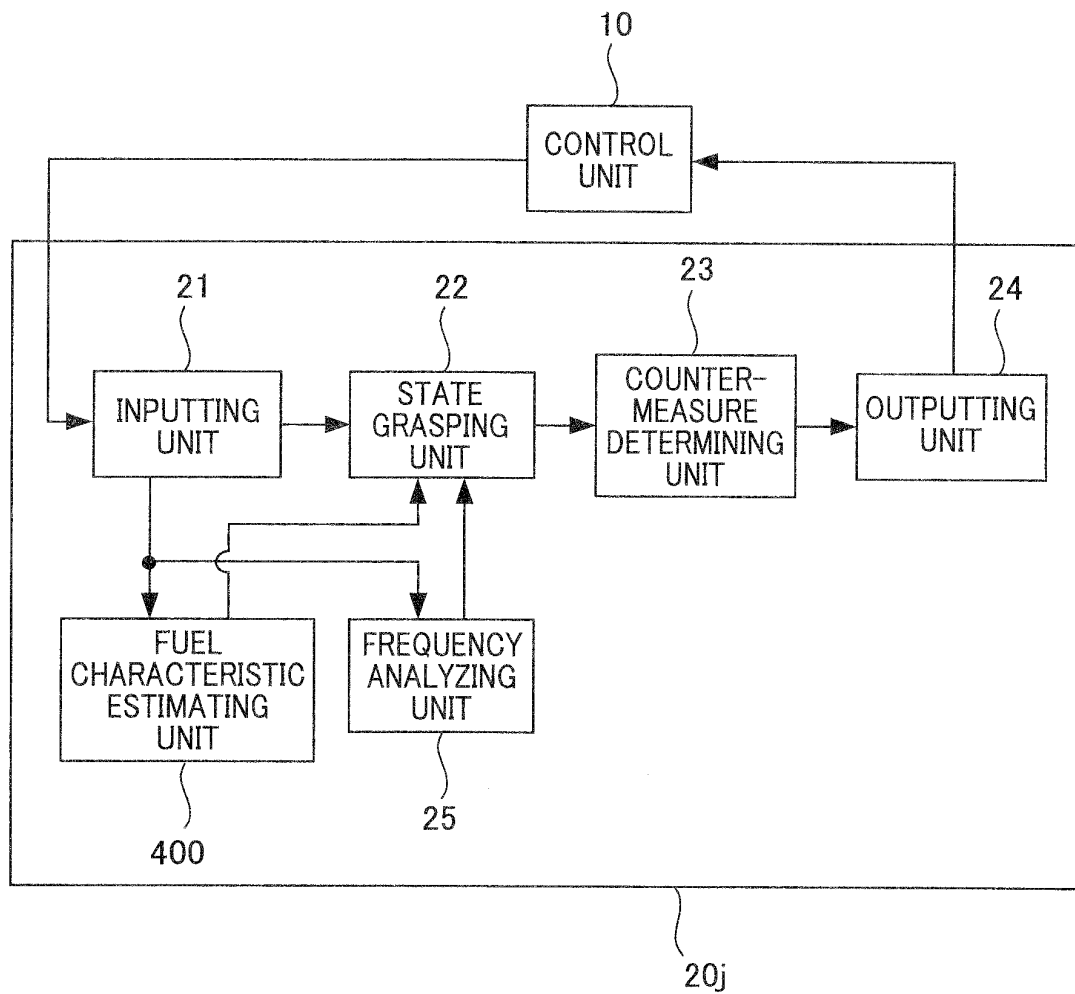 10
CONTROL
UNIT
21
22
23
24
INPUTTING
UNIT
STATE
GRASPING
UNIT
COUNTER-
MEASURE
DETERMINING
UNIT
OUTPUTTING
UNIT
FUEL
CHARACTERISTIC
ESTIMATING
UNIT
FREQUENCY
ANALYZING
UNIT
400
25
20j